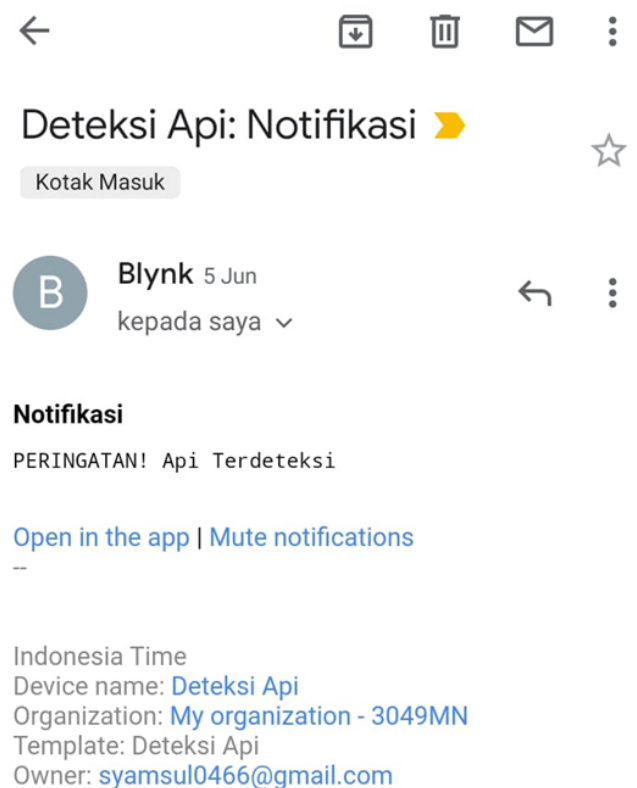 Deteksi Api: Notifikasi
Kotak Masuk
B
Blynk 5 Jun
kepada saya
Notifikasi
PERINGATAN! Api Terdeteksi
Open in the app | Mute notifications
--
Indonesia Time
Device name: Deteksi Api
Organization: My organization - 3049MN
Template: Deteksi Api
Owner: syamsul0466@gmail.com